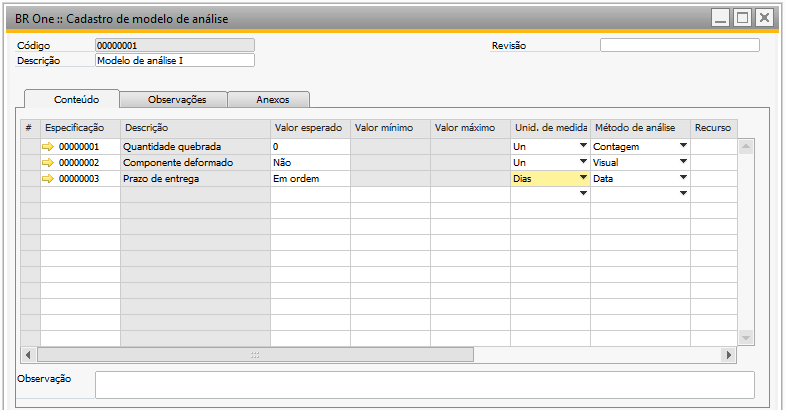 BR One :: Cadastro de modelo de análise
Código 00000001 Revisão
Descrição Modelo de análise I
Conteúdo Observações Anexos
# Especificação Descrição Valor esperado Valor mínimo Valor máximo Unid. de medida Método de análise Recurso
00000001 Quantidade quebrada 0 Un Contagem
00000002 Componente deformado Não Un Visual
00000003 Prazo de entrega Em ordem Dias Data
Observação